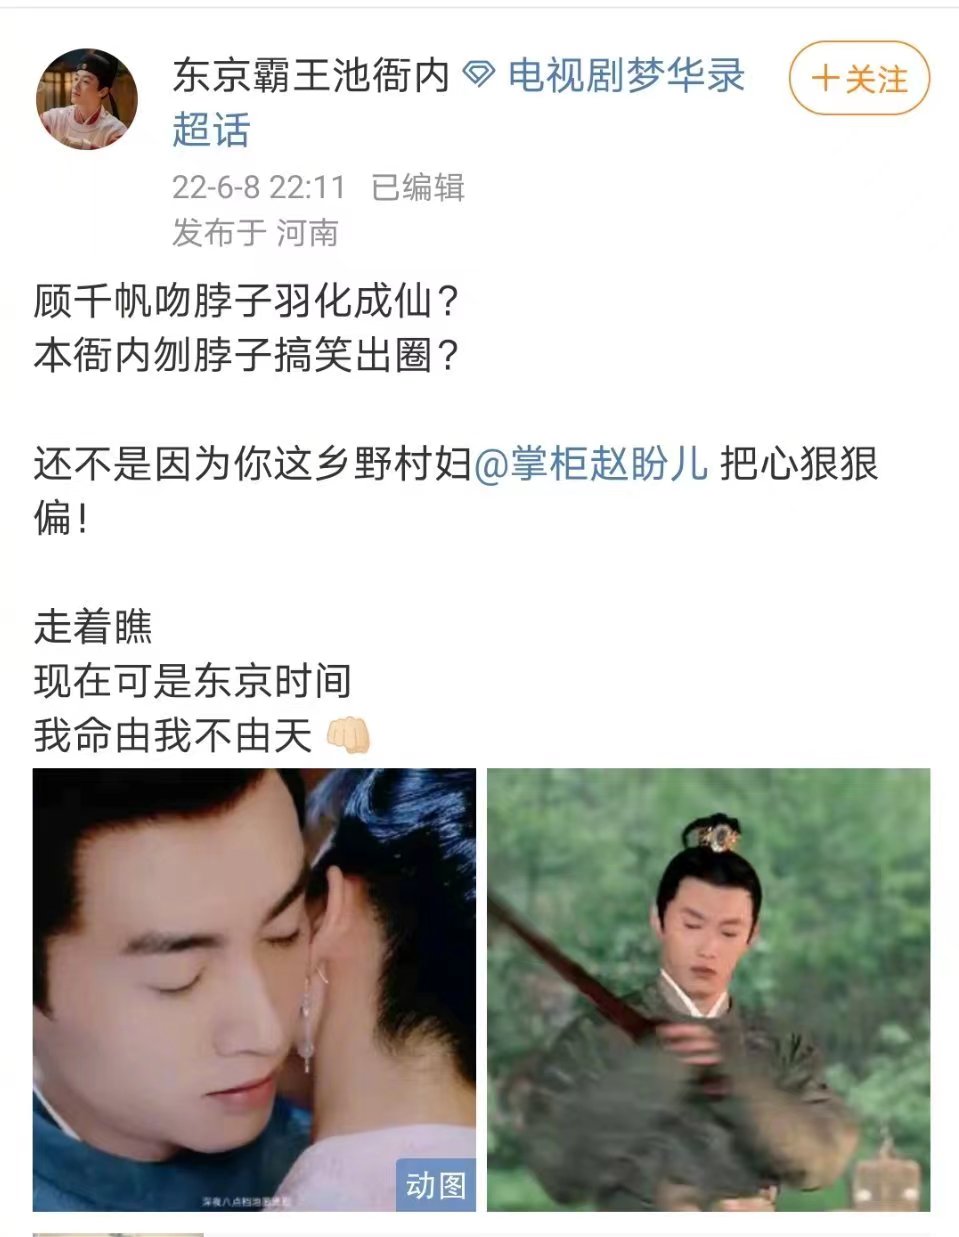 东京霸王池衙内 电视剧梦华录
超话
+关注
22-6-8 22:11 已编辑
发布于 河南
顾千帆吻脖子羽化成仙?
本衙内刎脖子搞笑出圈?
还不是因为你这乡野村妇@掌柜赵盼儿 把心狠狠
偏!
走着瞧
现在可是东京时间
我命由我不由天
动图